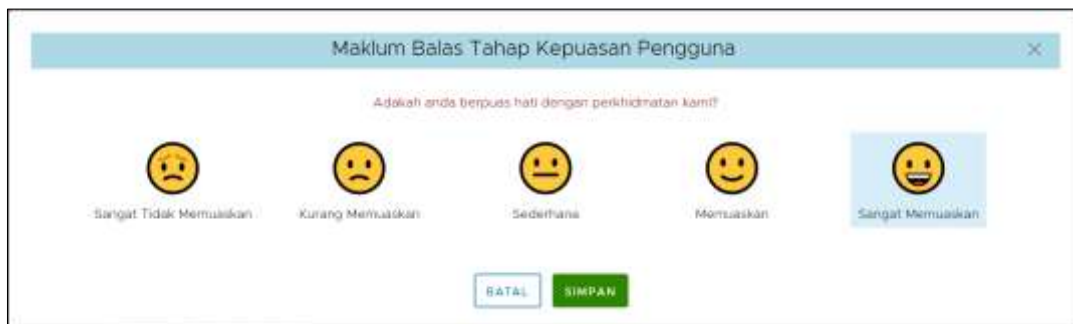 Maklum Balas Tahap Kepuasan Pengguna
Adakah anda berpuas hati dengan perkhidmatan kami?
Sangat Tidak Memuaskan
Kurang Memuaskan
Sederhana
Memuaskan
Sangat Memuaskan
BATAL
SIMPAN